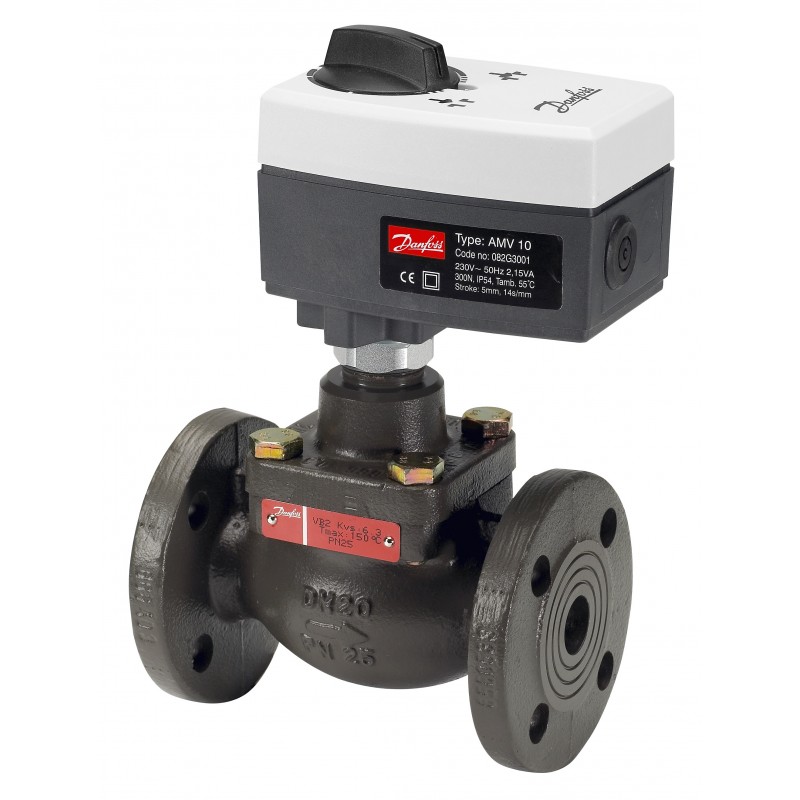 Danfoss
Danfoss
Type: AMV 10
Code no: 082G3001
230V~ 50Hz 2,15VA
300N, IP54, Tamb. 55°C
Stroke: 5mm, 14s/mm
CE
Danfoss
VB2 Kvs:6 3
Tmax:150°C
PN25
DN20
PN 25